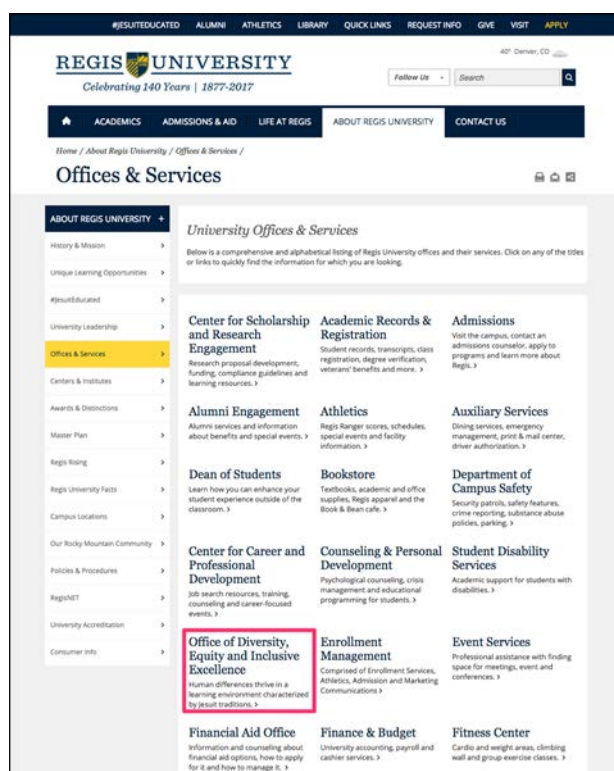 #JESUITEDUCATED ALUMNI ATHLETICS LIBRARY QUICK LINKS REQUEST INFO GIVE VISIT APPLY
REGIS UNIVERSITY
Celebrating 140 Years | 1877-2017
40° Denver, CO
Follow Us
Search
ACADEMICS ADMISSIONS & AID LIFE AT REGIS ABOUT REGIS UNIVERSITY CONTACT US
Home / About Regis University / Offices & Services /
Offices & Services
ABOUT REGIS UNIVERSITY +
History & Mission
Unique Learning Opportunities
#JesuitEducated
University Leadership
Offices & Services
Centers & Institutes
Awards & Distinctions
Master Plan
Regis Rising
Regis University Facts
Campus Locations
Our Rocky Mountain Community
Policies & Procedures
RegisNET
University Accreditation
Consumer Info
University Offices & Services
Below is a comprehensive and alphabetical listing of Regis University offices and their services. Click on any of the titles
or links to quickly find the information for which you are looking.
Center for Scholarship
and Research
Engagement
Research proposal development,
funding, compliance guidelines and
learning resources. >
Academic Records &
Registration
Student records, transcripts, class
registration, degree verification,
veterans' benefits and more. >
Admissions
Visit the campus, contact an
admissions counselor, apply to
programs and learn more about
Regis. >
Alumni Engagement
Alumni services and information
about benefits and special events. >
Athletics
Regis Ranger scores, schedules,
special events and facility
information. >
Auxiliary Services
Dining services, emergency
management, print & mail center,
driver authorization. >
Dean of Students
Learn how you can enhance your
student experience outside of the
classroom. >
Bookstore
Textbooks, academic and office
supplies, Regis apparel and the
Book & Bean cafe. >
Department of
Campus Safety
Security patrols, safety features,
crime reporting, substance abuse
policies, parking. >
Center for Career and
Professional
Development
Job search resources, training,
counseling and career-focused
events. >
Counseling & Personal
Development
Psychological counseling, crisis
management and educational
programming for students. >
Student Disability
Services
Academic support for students with
disabilities. >
Office of Diversity,
Equity and Inclusive
Excellence
Human differences thrive in a
learning environment characterized
by Jesuit traditions. >
Enrollment
Management
Comprised of Enrollment Services,
Athletics, Admission and Marketing
Communications >
Event Services
Professional assistance with finding
space for meetings, event and
conferences. >
Financial Aid Office
Information and counseling about
financial aid options, how to apply
for it and how to manage it. >
Finance & Budget
University accounting, payroll and
cashier services. >
Fitness Center
Cardio and weight areas, climbing
wall and group exercise classes. >